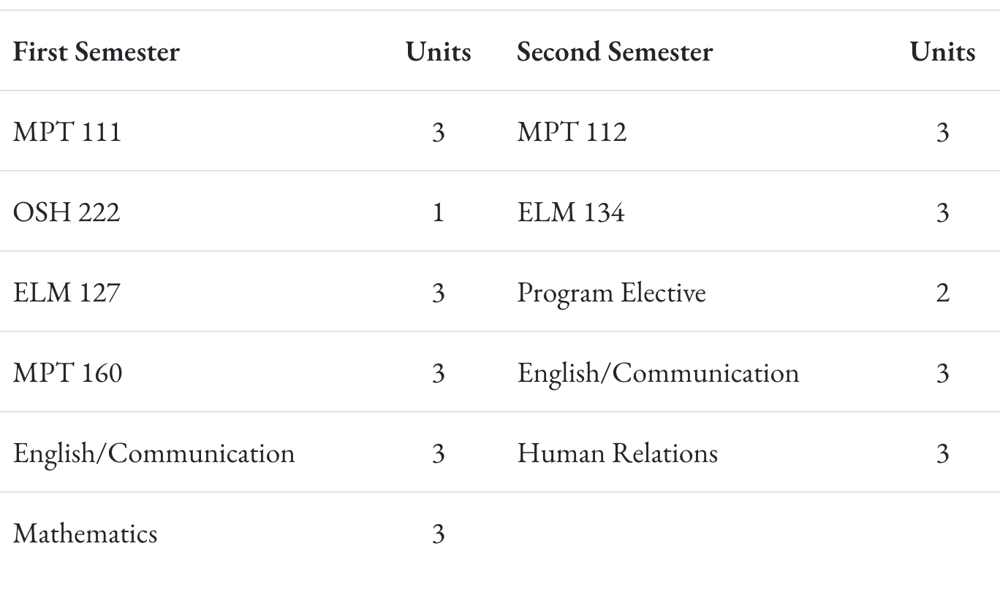 First Semester Units Second Semester Units
MPT 111 3 MPT 112 3
OSH 222 1 ELM 134 3
ELM 127 3 Program Elective 2
MPT 160 3 English/Communication 3
English/Communication 3 Human Relations 3
Mathematics 3